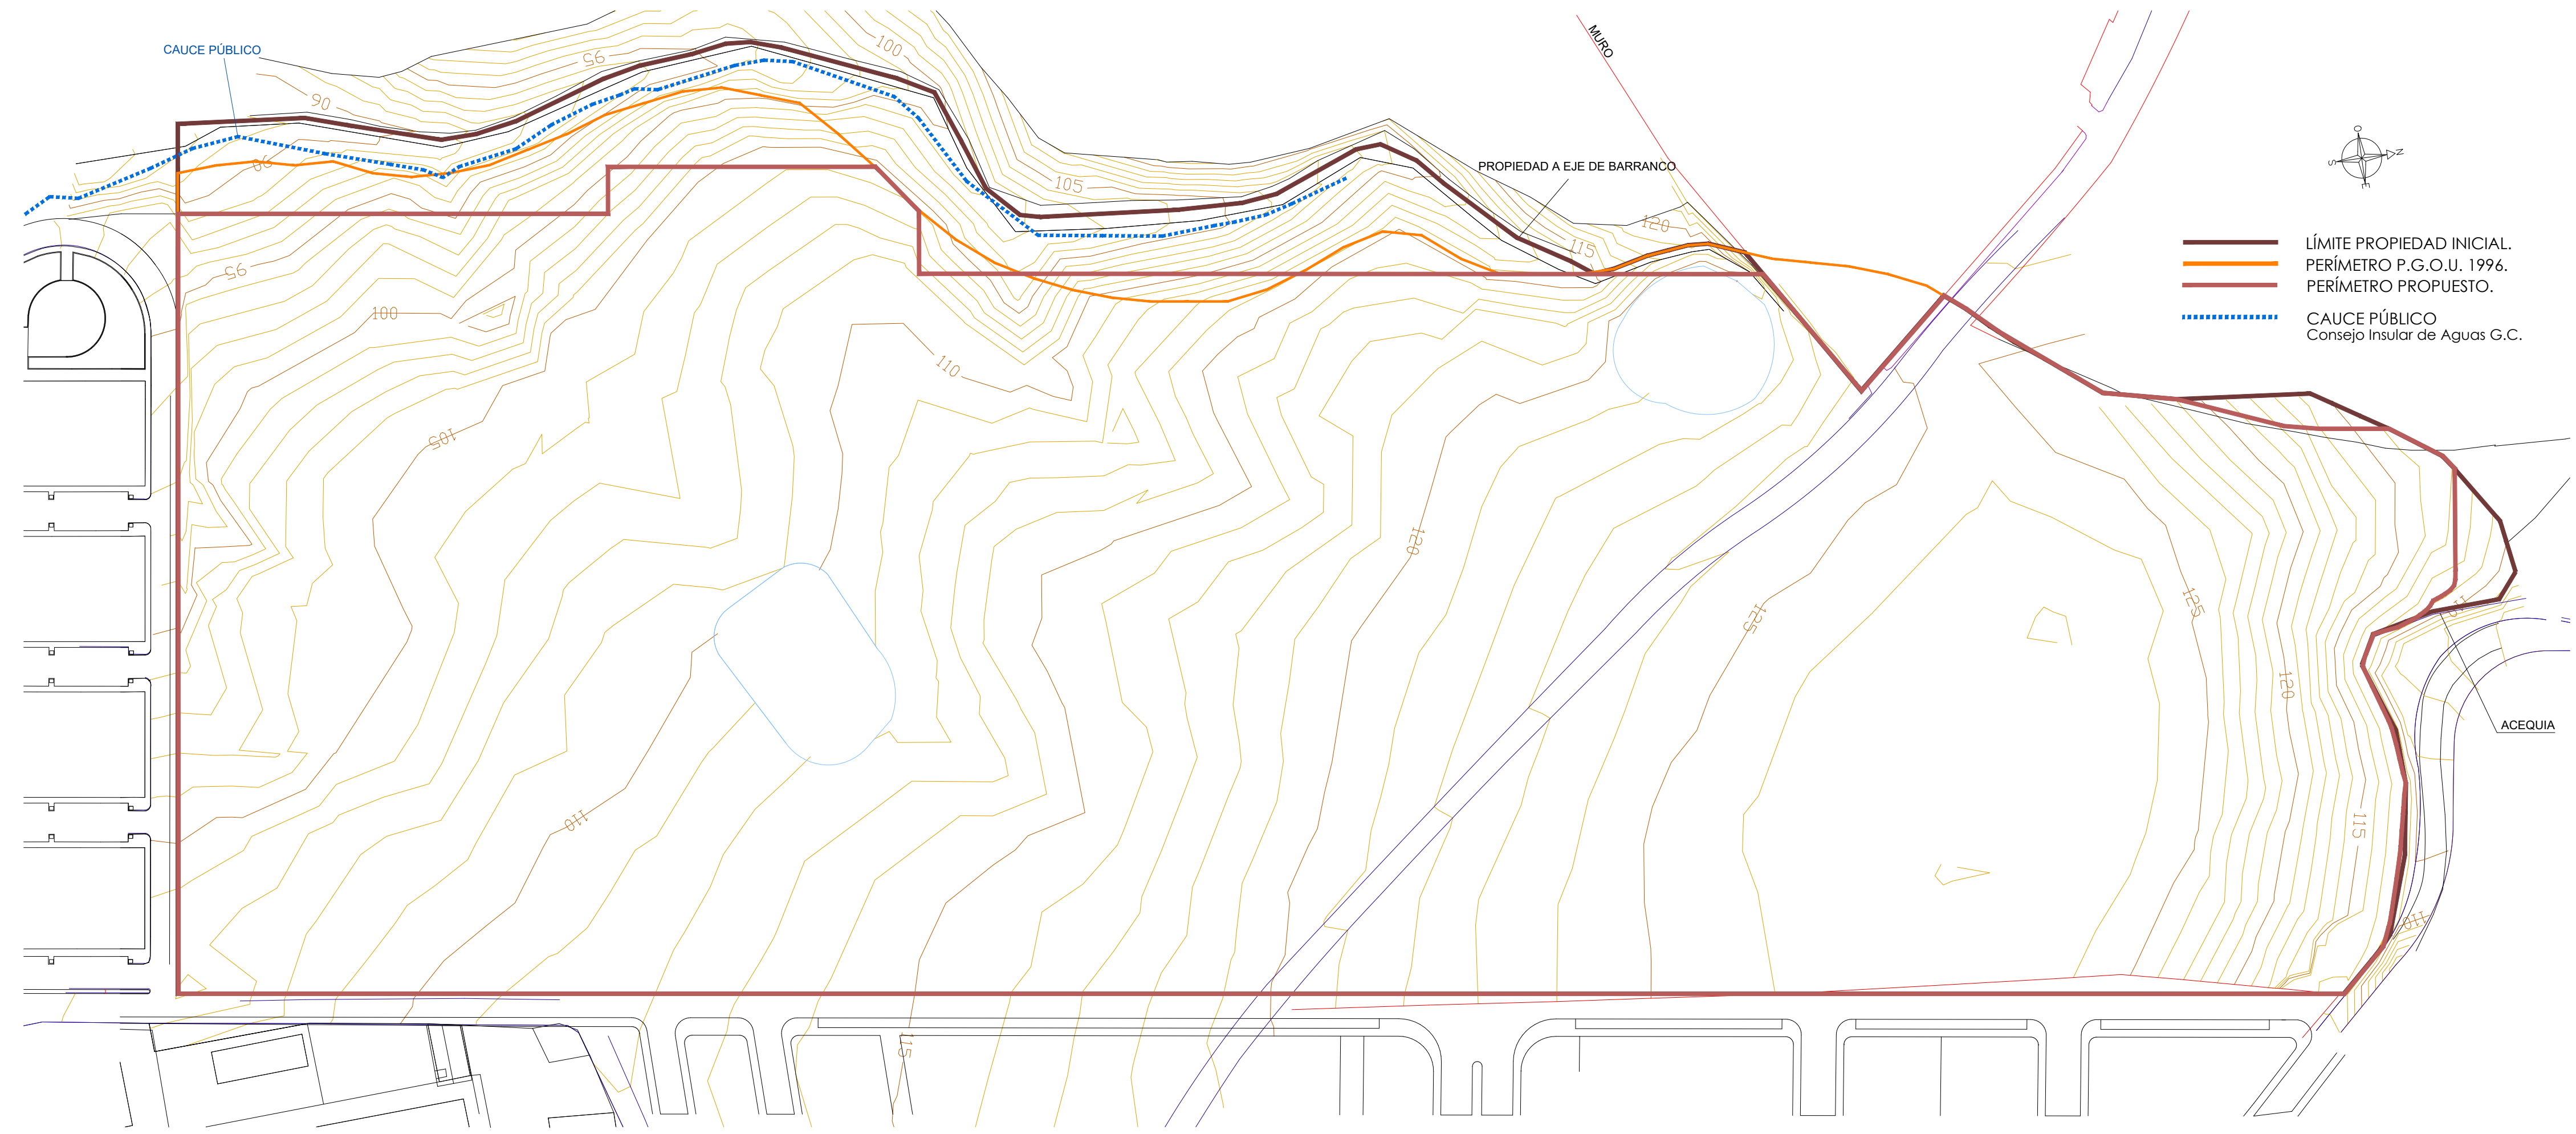 CAUCE PÚBLICO
95
100
MURO
90
90
105
PROPIEDAD A EJE DE BARRANCO
120
115
O
S
N
E
LÍMITE PROPIEDAD INICIAL.
PERÍMETRO P.G.O.U. 1996.
PERÍMETRO PROPUESTO.
CAUCE PÚBLICO
Consejo Insular de Aguas G.C.
95
100
110
105
120
125
125
120
ACEQUIA
110
115
110
115